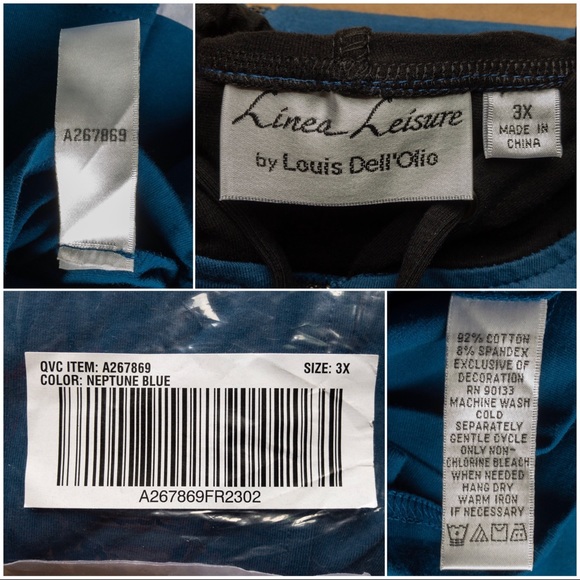 A267869
Linea Leisure
by Louis Dell'Olio
3X
MADE IN
CHINA
QVC ITEM: A267869 SIZE: 3X
COLOR: NEPTUNE BLUE
A267869FR2302
92% COTTON
8% SPANDEX
EXCLUSIVE OF
DECORATION
RN 90133
MACHINE WASH
COLD
SEPARATELY
GENTLE CYCLE
ONLY NON-
CHLORINE BLEACH
WHEN NEEDED
HANG DRY
WARM IRON
IF NECESSARY